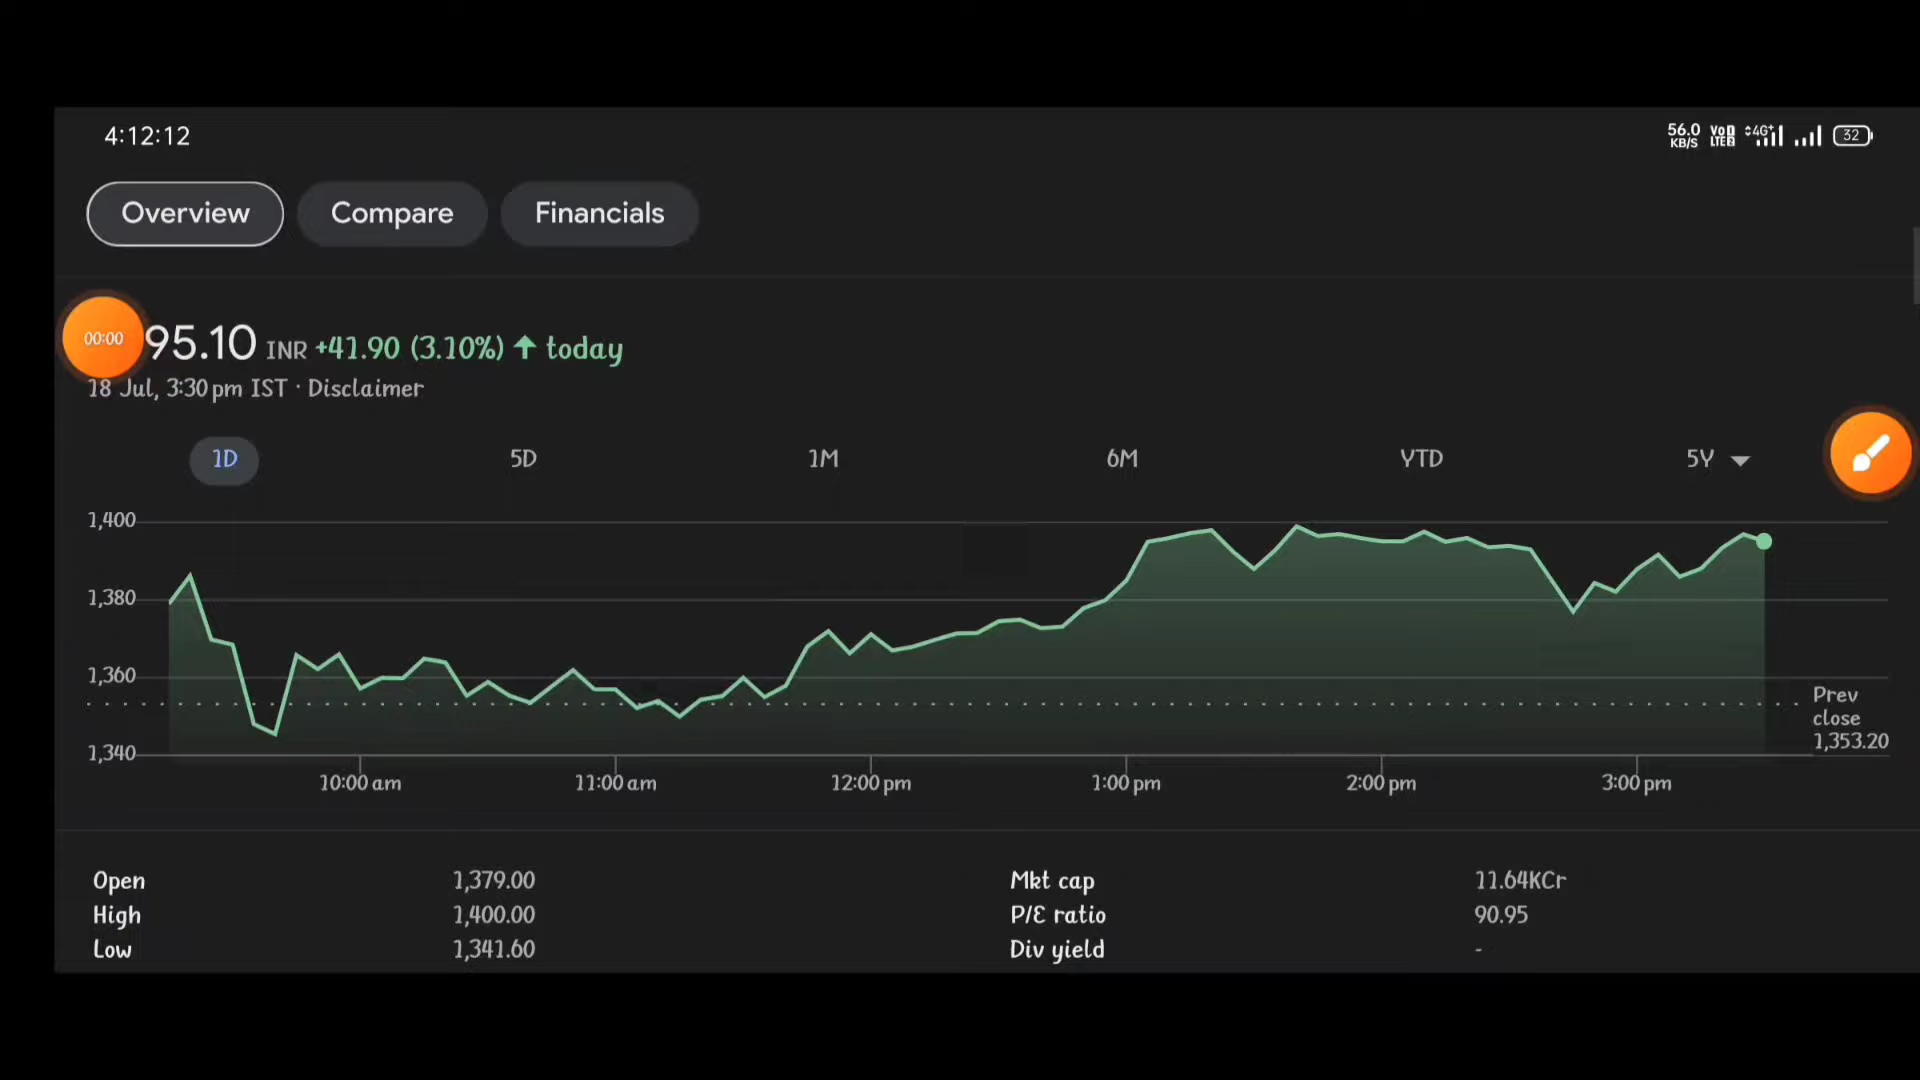 4:12:12
56.0 KB/S VoD LTE2 4G+ 32
Overview Compare Financials
00:00 95.10 INR +41.90 (3.10%) ↑ today
18 Jul, 3:30 pm IST · Disclaimer
1D 5D 1M 6M YTD 5Y
1,400
1,380
1,360
1,340
Prev
close
1,353.20
10:00 am 11:00 am 12:00 pm 1:00 pm 2:00 pm 3:00 pm
Open 1,379.00 Mkt cap 11.64KCr
High 1,400.00 P/E ratio 90.95
Low 1,341.60 Div yield -